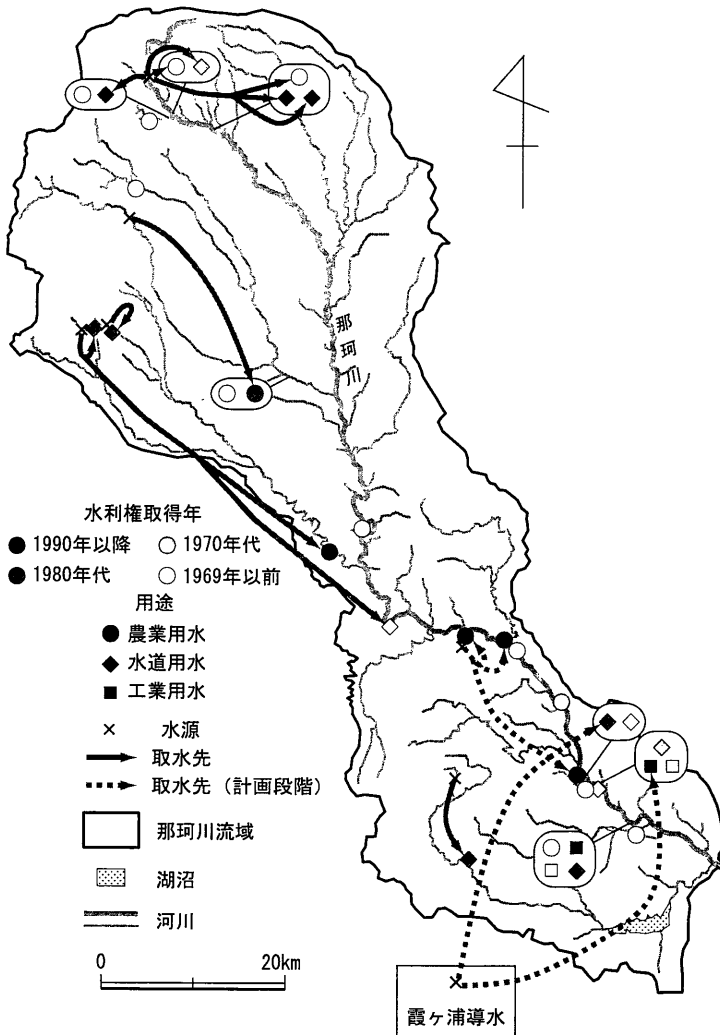 那珂川
水利権取得年
1990年以降 1970年代
1980年代 1969年以前
用途
農業用水
水道用水
工業用水
水源
取水先
取水先（計画段階）
那珂川流域
湖沼
河川
0 20km
霞ヶ浦導水